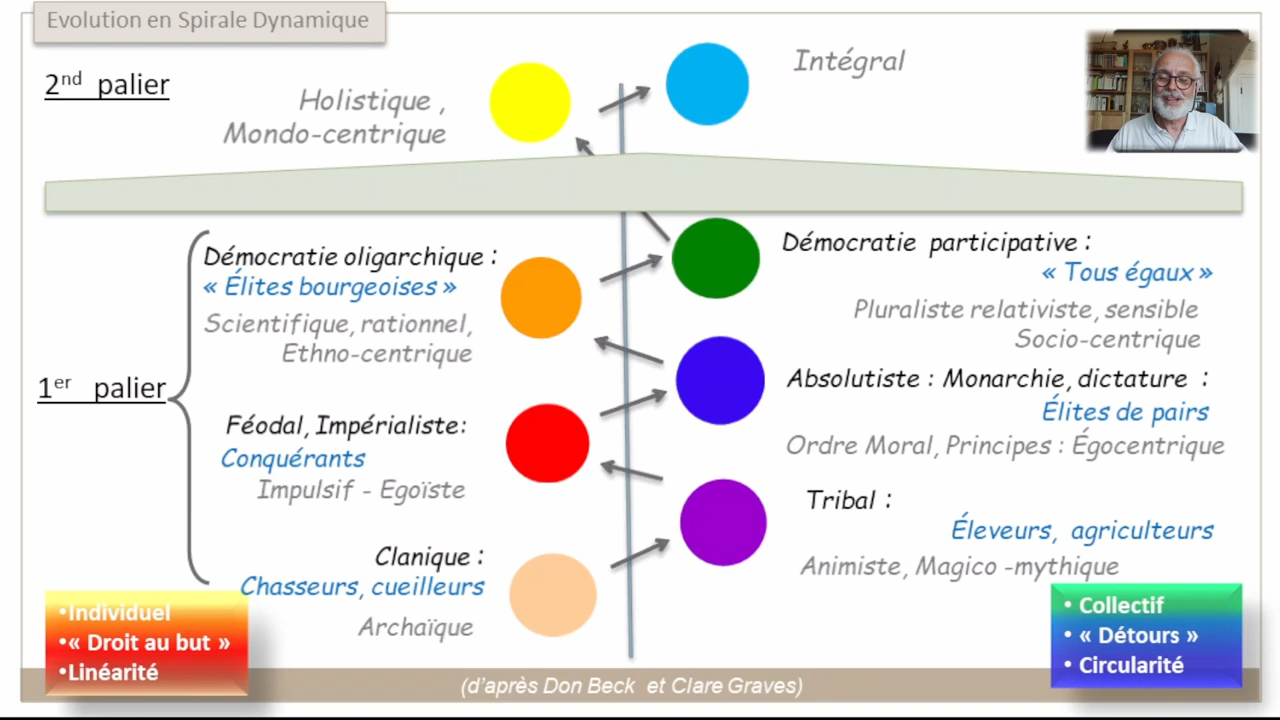 Evolution en Spirale Dynamique
2nd palier
Holistique ,
Mondo-centrique
Intégral
Démocratie oligarchique :
« Élites bourgeoises »
Scientifique, rationnel,
Ethno-centrique
Démocratie participative :
« Tous égaux »
Pluraliste relativiste, sensible
Socio-centrique
1er palier
Absolutiste : Monarchie, dictature :
Élites de pairs
Ordre Moral, Principes : Égocentrique
Féodal, Impérialiste:
Conquérants
Impulsif - Egoïste
Tribal :
Éleveurs, agriculteurs
Animiste, Magico -mythique
Clanique :
Chasseurs, cueilleurs
Archaïque
•Individuel
•« Droit au but »
•Linéarité
• Collectif
• « Détours »
• Circularité
(d'après Don Beck et Clare Graves)